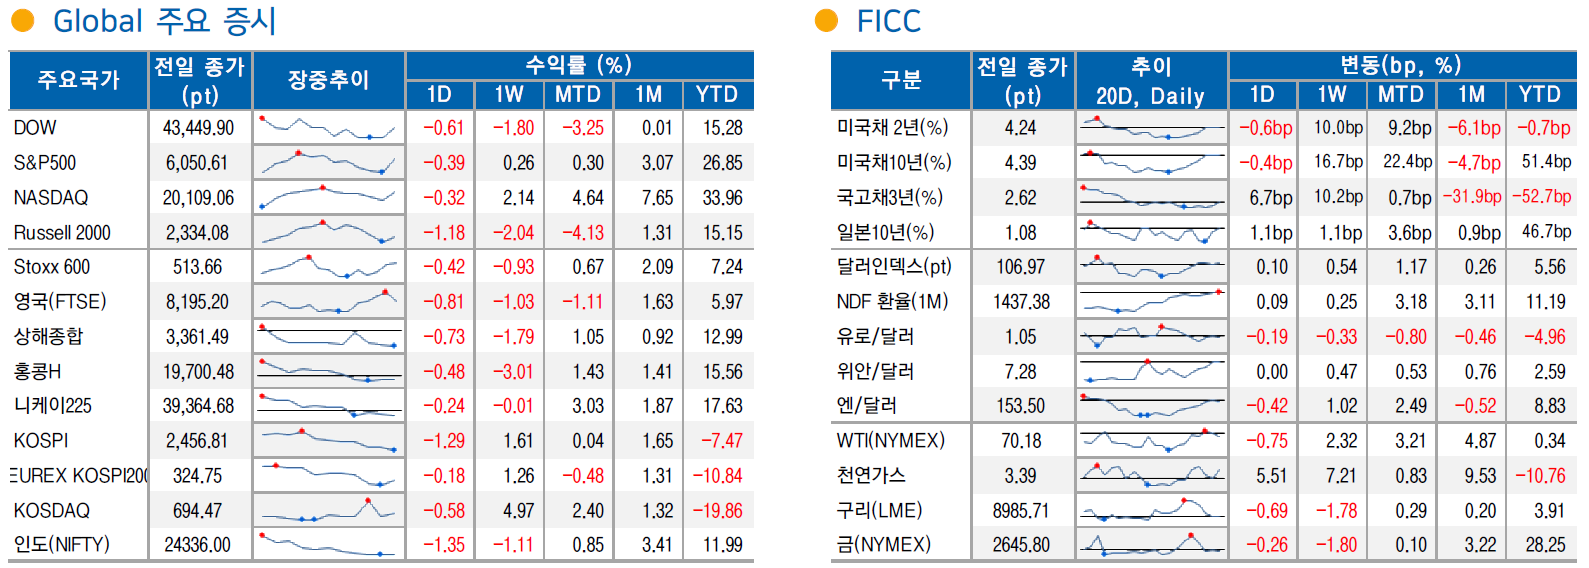 Global 주요 증시
주요국가 전일 종가(pt) 장중추이 수익률 (%)
1D 1W MTD 1M YTD
DOW 43,449.90 -0.61 -1.80 -3.25 0.01 15.28
S&P500 6,050.61 -0.39 0.26 0.30 3.07 26.85
NASDAQ 20,109.06 -0.32 2.14 4.64 7.65 33.96
Russell 2000 2,334.08 -1.18 -2.04 -4.13 1.31 15.15
Stoxx 600 513.66 -0.42 -0.93 0.67 2.09 7.24
영국(FTSE) 8,195.20 -0.81 -1.03 -1.11 1.63 5.97
상해종합 3,361.49 -0.73 -1.79 1.05 0.92 12.99
홍콩H 19,700.48 -0.48 -3.01 1.43 1.41 15.56
니케이225 39,364.68 -0.24 -0.01 3.03 1.87 17.63
KOSPI 2,456.81 -1.29 1.61 0.04 1.65 -7.47
EUREX KOSPI200 324.75 -0.18 1.26 -0.48 1.31 -10.84
KOSDAQ 694.47 -0.58 4.97 2.40 1.32 -19.86
인도(NIFTY) 24336.00 -1.35 -1.11 0.85 3.41 11.99
FICC
구분 전일 종가(pt) 추이 20D, Daily 변동(bp, %)
1D 1W MTD 1M YTD
미국채 2년(%) 4.24 -0.6bp 10.0bp 9.2bp -6.1bp -0.7bp
미국채10년(%) 4.39 -0.4bp 16.7bp 22.4bp -4.7bp 51.4bp
국고채3년(%) 2.62 6.7bp 10.2bp 0.7bp -31.9bp -52.7bp
일본10년(%) 1.08 1.1bp 1.1bp 3.6bp 0.9bp 46.7bp
달러인덱스(pt) 106.97 0.10 0.54 1.17 0.26 5.56
NDF 환율(1M) 1437.38 0.09 0.25 3.18 3.11 11.19
유로/달러 1.05 -0.19 -0.33 -0.80 -0.46 -4.96
위안/달러 7.28 0.00 0.47 0.53 0.76 2.59
엔/달러 153.50 -0.42 1.02 2.49 -0.52 8.83
WTI(NYMEX) 70.18 -0.75 2.32 3.21 4.87 0.34
천연가스 3.39 5.51 7.21 0.83 9.53 -10.76
구리(LME) 8985.71 -0.69 -1.78 0.29 0.20 3.91
금(NYMEX) 2645.80 -0.26 -1.80 0.10 3.22 28.25